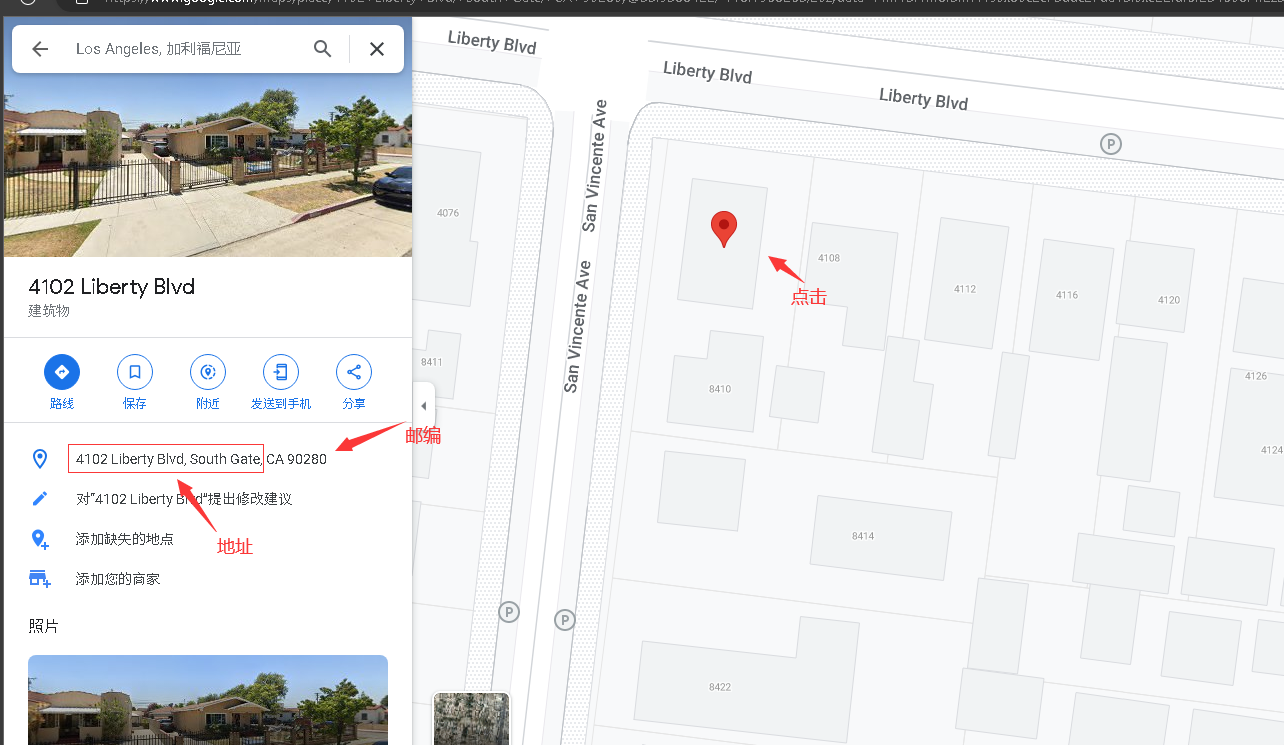 Los Angeles, 加利福尼亚
4102 Liberty Blvd
建筑物
路线
保存
附近
发送到手机
分享
邮编
4102 Liberty Blvd, South Gate, CA 90280
对"4102 Liberty Blvd"提出修改建议
地址
添加缺失的地点
添加您的商家
照片
Liberty Blvd
Liberty Blvd
Liberty Blvd
P
San Vincente Ave
San Vincente Ave
4076
4108
点击
4112
4116
4120
8411
8410
4126
4124
8414
P
P
8422